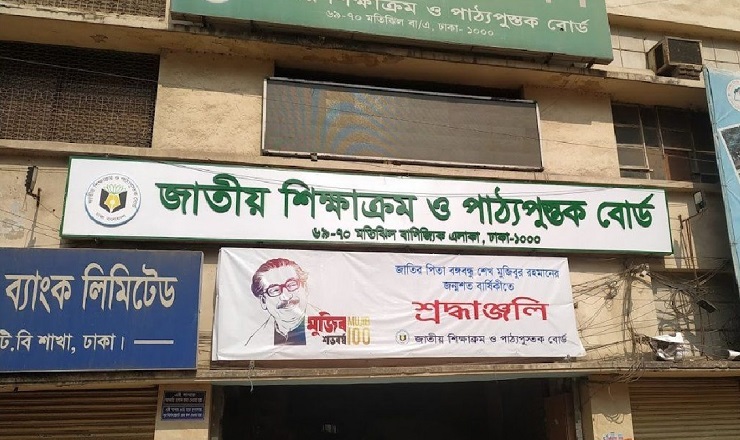 শিক্ষাক্রম ও পাঠ্যপুস্তক বোর্ড
৬৯-৭০ মতিঝিল বা/এ, ঢাকা- ১০০০
জাতীয় শিক্ষাক্রম ও পাঠ্যপুস্তক বোর্ড
৬৯-৭০ মতিঝিল বাণিজ্যিক এলাকা, ঢাকা-১০০০
ব্যাংক লিমিটেড
টি.বি শাখা, ঢাকা।
জাতির পিতা বঙ্গবন্ধু শেখ মুজিবুর রহমানের
জন্মশত বার্ষিকীতে
শ্রদ্ধাঞ্জলি
জাতীয় শিক্ষাক্রম ও পাঠ্যপুস্তক বোর্ড
মুজিব
শতবর্ষ
MUJIB
100